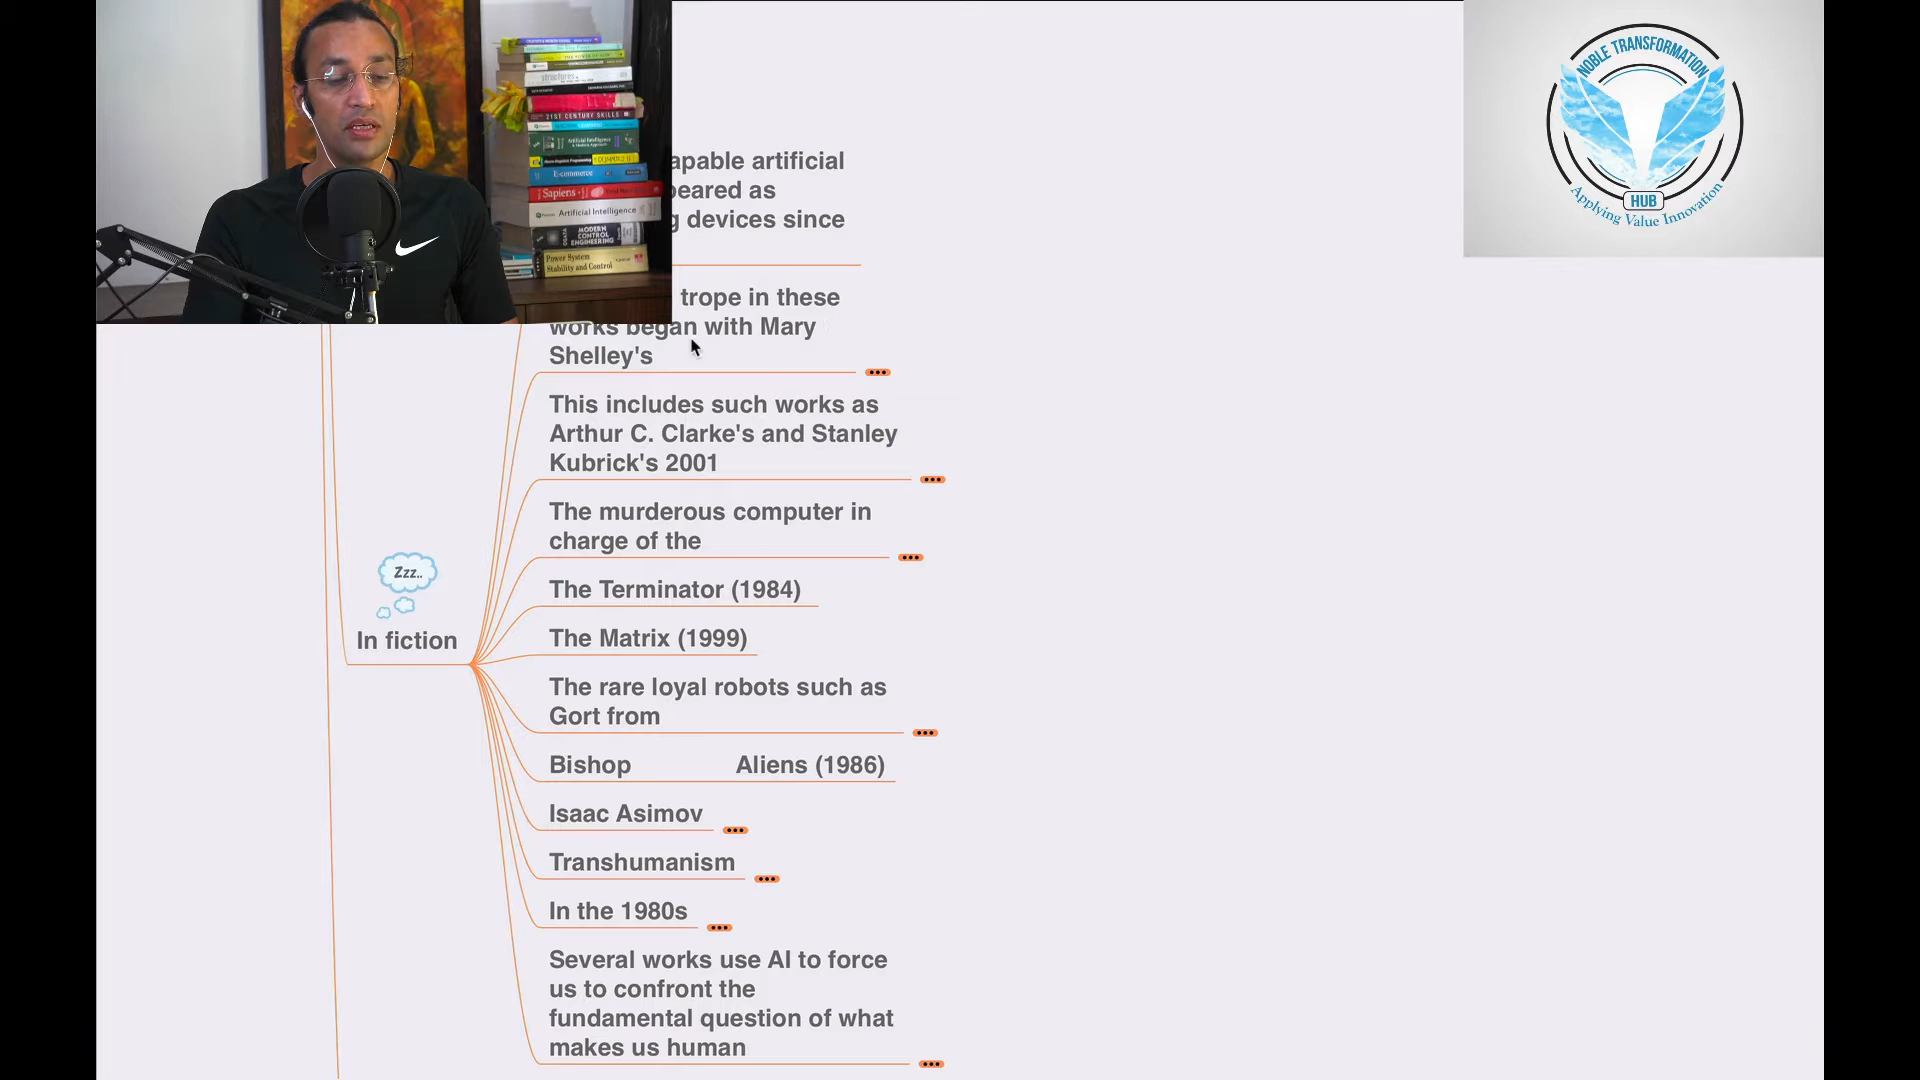 NOBLE TRANSFORMATION
HUB
Applying Value Innovation
21ST CENTURY SKILLS
Artificial Intelligence
DUMMIES
E-commerce
Sapiens
Artificial Intelligence
MODERN
CONTROL
ENGINEERING
Power System
Stability and Control
artificial
as
devices since
trope in these
works began with Mary
Shelley's
This includes such works as
Arthur C. Clarke's and Stanley
Kubrick's 2001
The murderous computer in
charge of the
The Terminator (1984)
The Matrix (1999)
Zzz..
In fiction
The rare loyal robots such as
Gort from
Bishop Aliens (1986)
Isaac Asimov
Transhumanism
In the 1980s
Several works use AI to force
us to confront the
fundamental question of what
makes us human